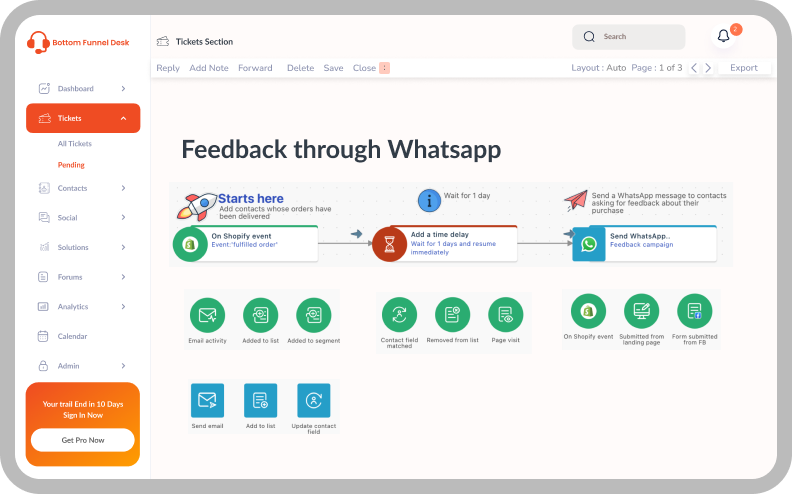 Bottom Funnel Desk
Tickets Section
Search
2
Reply Add Note Forward Delete Save Close :
Layout : Auto Page : 1 of 3
Export
Dashboard
Tickets
All Tickets
Pending
Contacts
Social
Solutions
Forums
Analytics
Calendar
Admin
Your trail End in 10 Days
Sign In Now
Get Pro Now
Feedback through Whatsapp
Starts here
Add contacts whose orders have
been delivered
Wait for 1 day
Send a WhatsApp message to contacts
asking for feedback about their
purchase
On Shopify event
Event:"fulfilled order"
Add a time delay
Wait for 1 days and resume
immediately
Send WhatsApp..
Feedback campaign
Email activity
Added to list
Added to segment
Contact field
matched
Removed from list
Page visit
On Shopify event
Submitted from
landing page
Form submitted
from FB
Send email
Add to list
Update contact
field